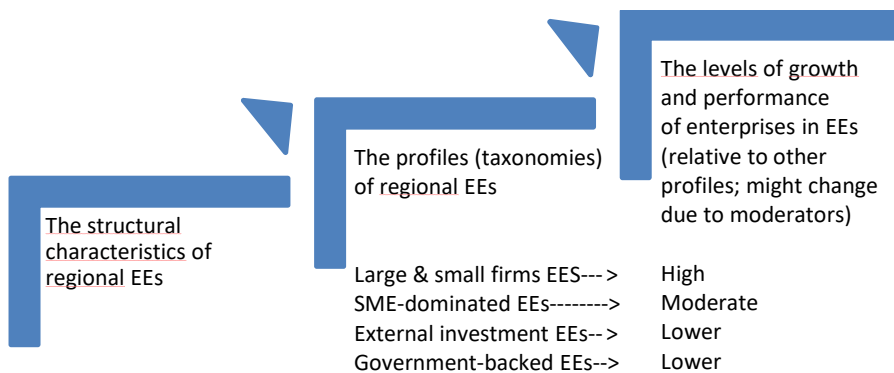 The structural
characteristics of
regional EEs
The profiles (taxonomies)
of regional EEs
The levels of growth
and performance
of enterprises in EEs
(relative to other
profiles; might change
due to moderators)
Large & small firms EES--- > High
SME-dominated EEs--------> Moderate
External investment EEs-- > Lower
Government-backed EEs--> Lower